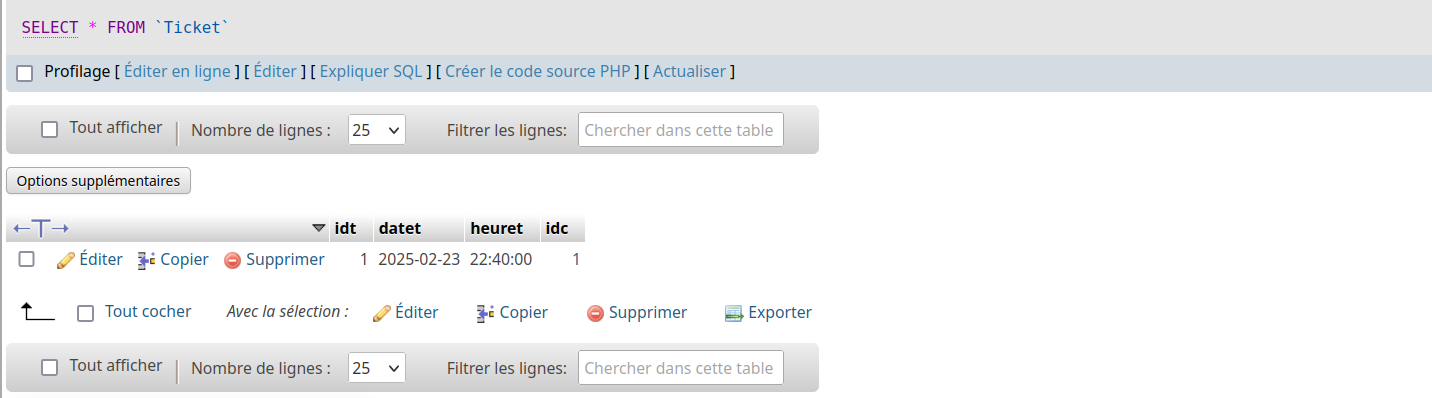 SELECT * FROM `Ticket`
Profilage [ Éditer en ligne ] [ Éditer ] [ Expliquer SQL ] [ Créer le code source PHP ] [ Actualiser ]
Tout afficher | Nombre de lignes : 25 Filtrer les lignes: Chercher dans cette table
Options supplémentaires
←T→ idt datet heuret idc
Éditer Copier Supprimer 1 2025-02-23 22:40:00 1
Tout cocher Avec la sélection : Éditer Copier Supprimer Exporter
Tout afficher | Nombre de lignes : 25 Filtrer les lignes: Chercher dans cette table